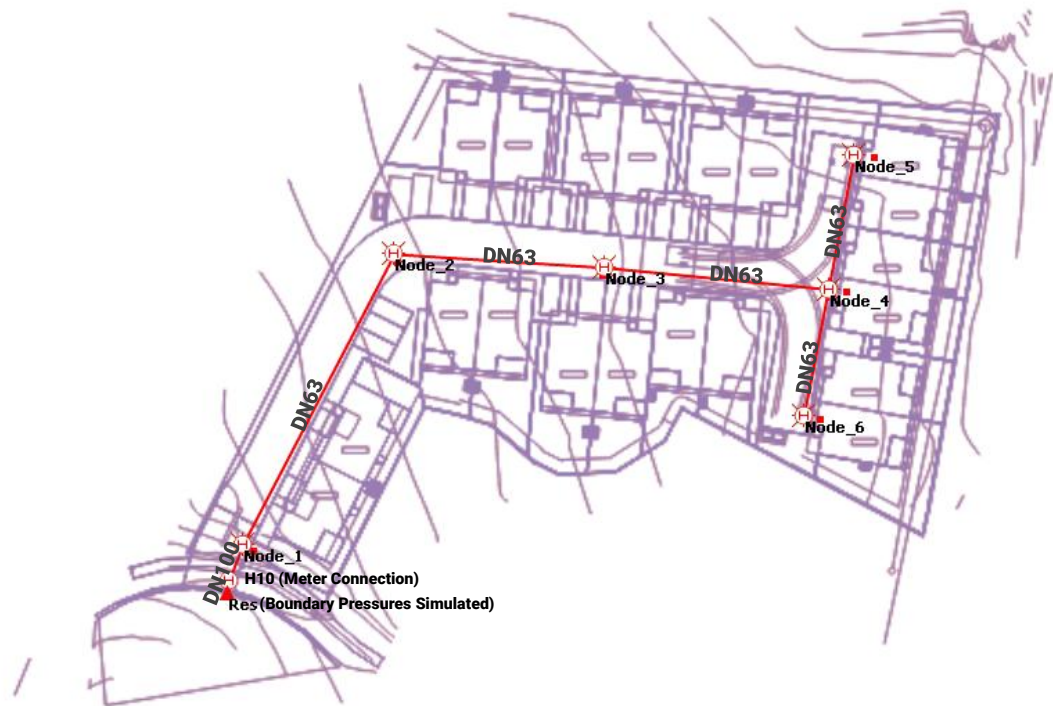 Node_5
DN63
Node_2
DN63
Node_3
DN63
Node_4
DN63
DN63
Node_6
DN100
Node_1
H10 (Meter Connection)
Res(Boundary Pressures Simulated)